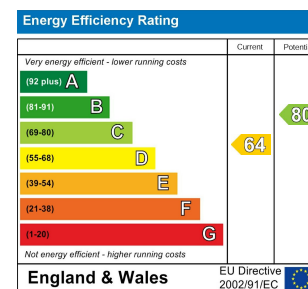 Energy Efficiency Rating
Current
Very energy efficient - lower running costs
(92 plus) A
(81-91) B
(69-80) C
(55-68) D
(39-54) E
(21-38) F
(1-20) G
64
80
Not energy efficient - higher running costs
England & Wales
EU Directive
2002/91/EC